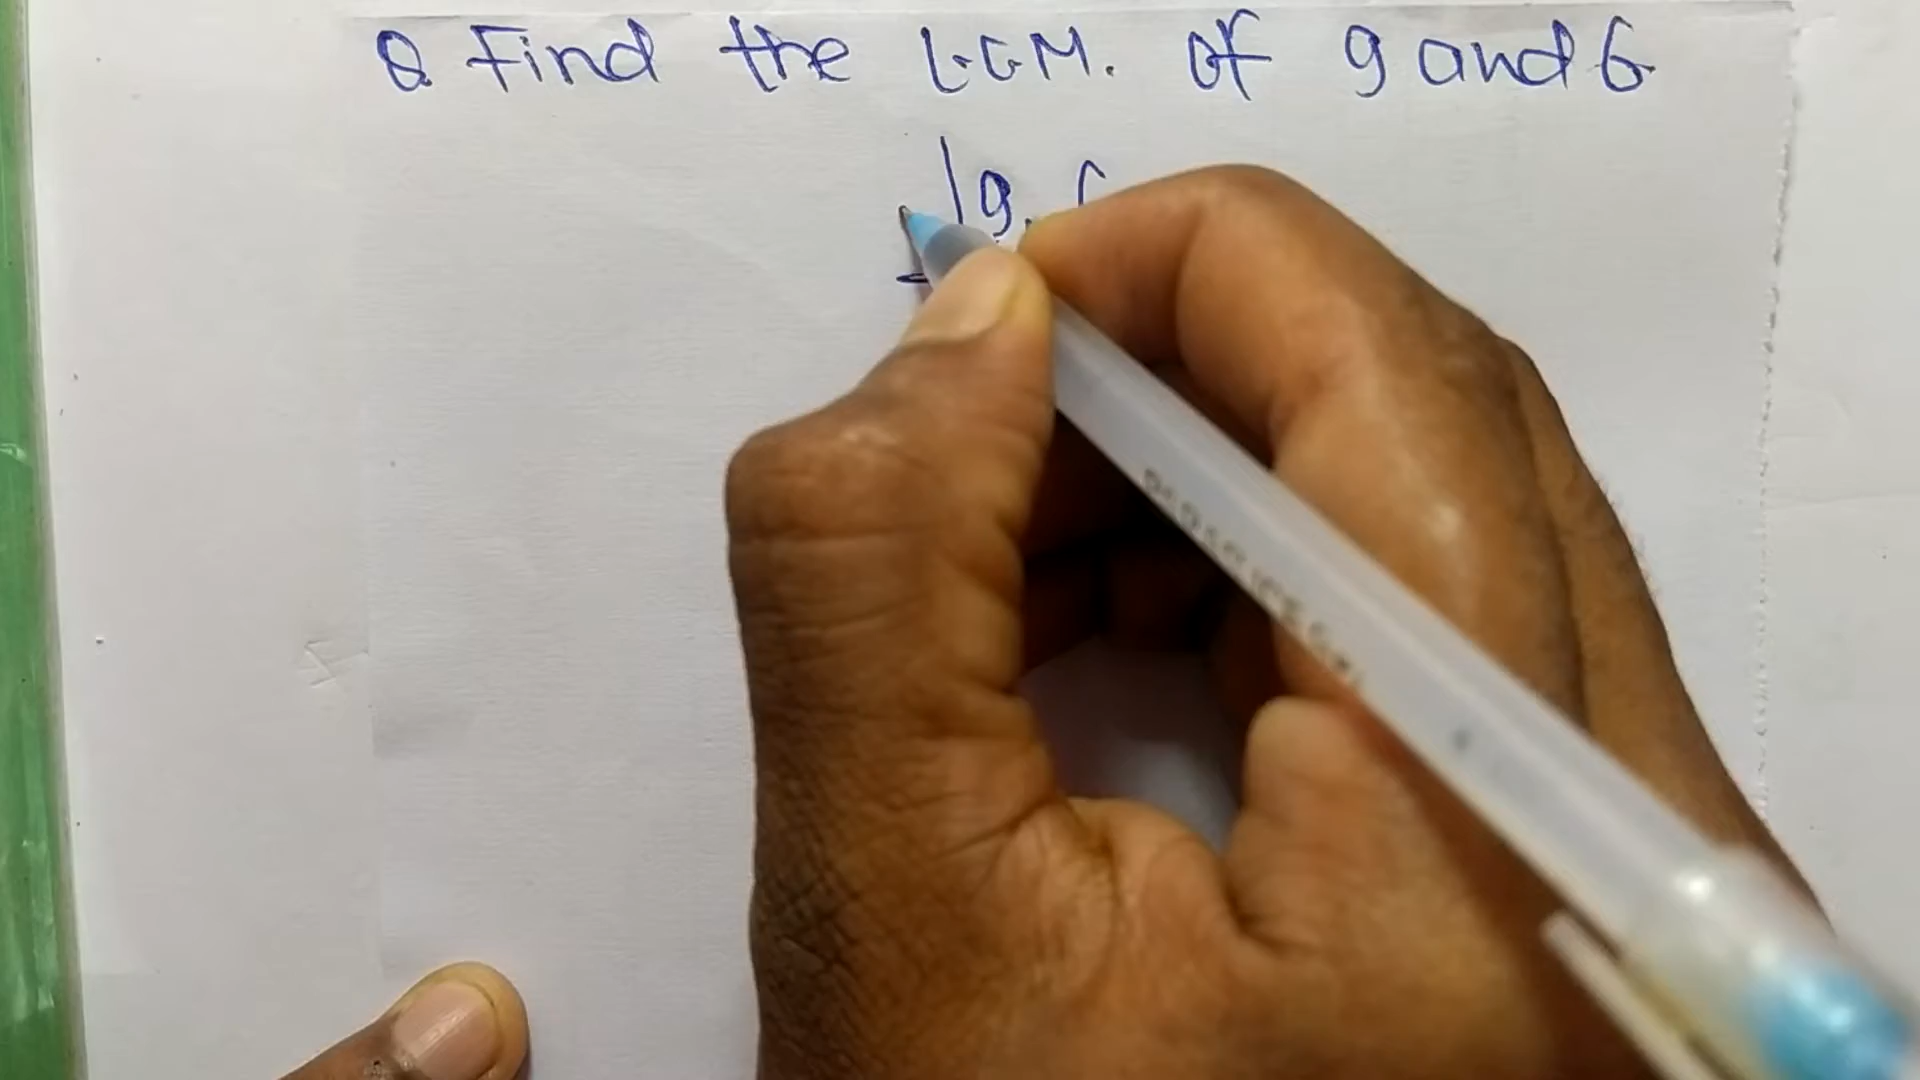 Q Find the L.C.M. of 9 and 6
9,